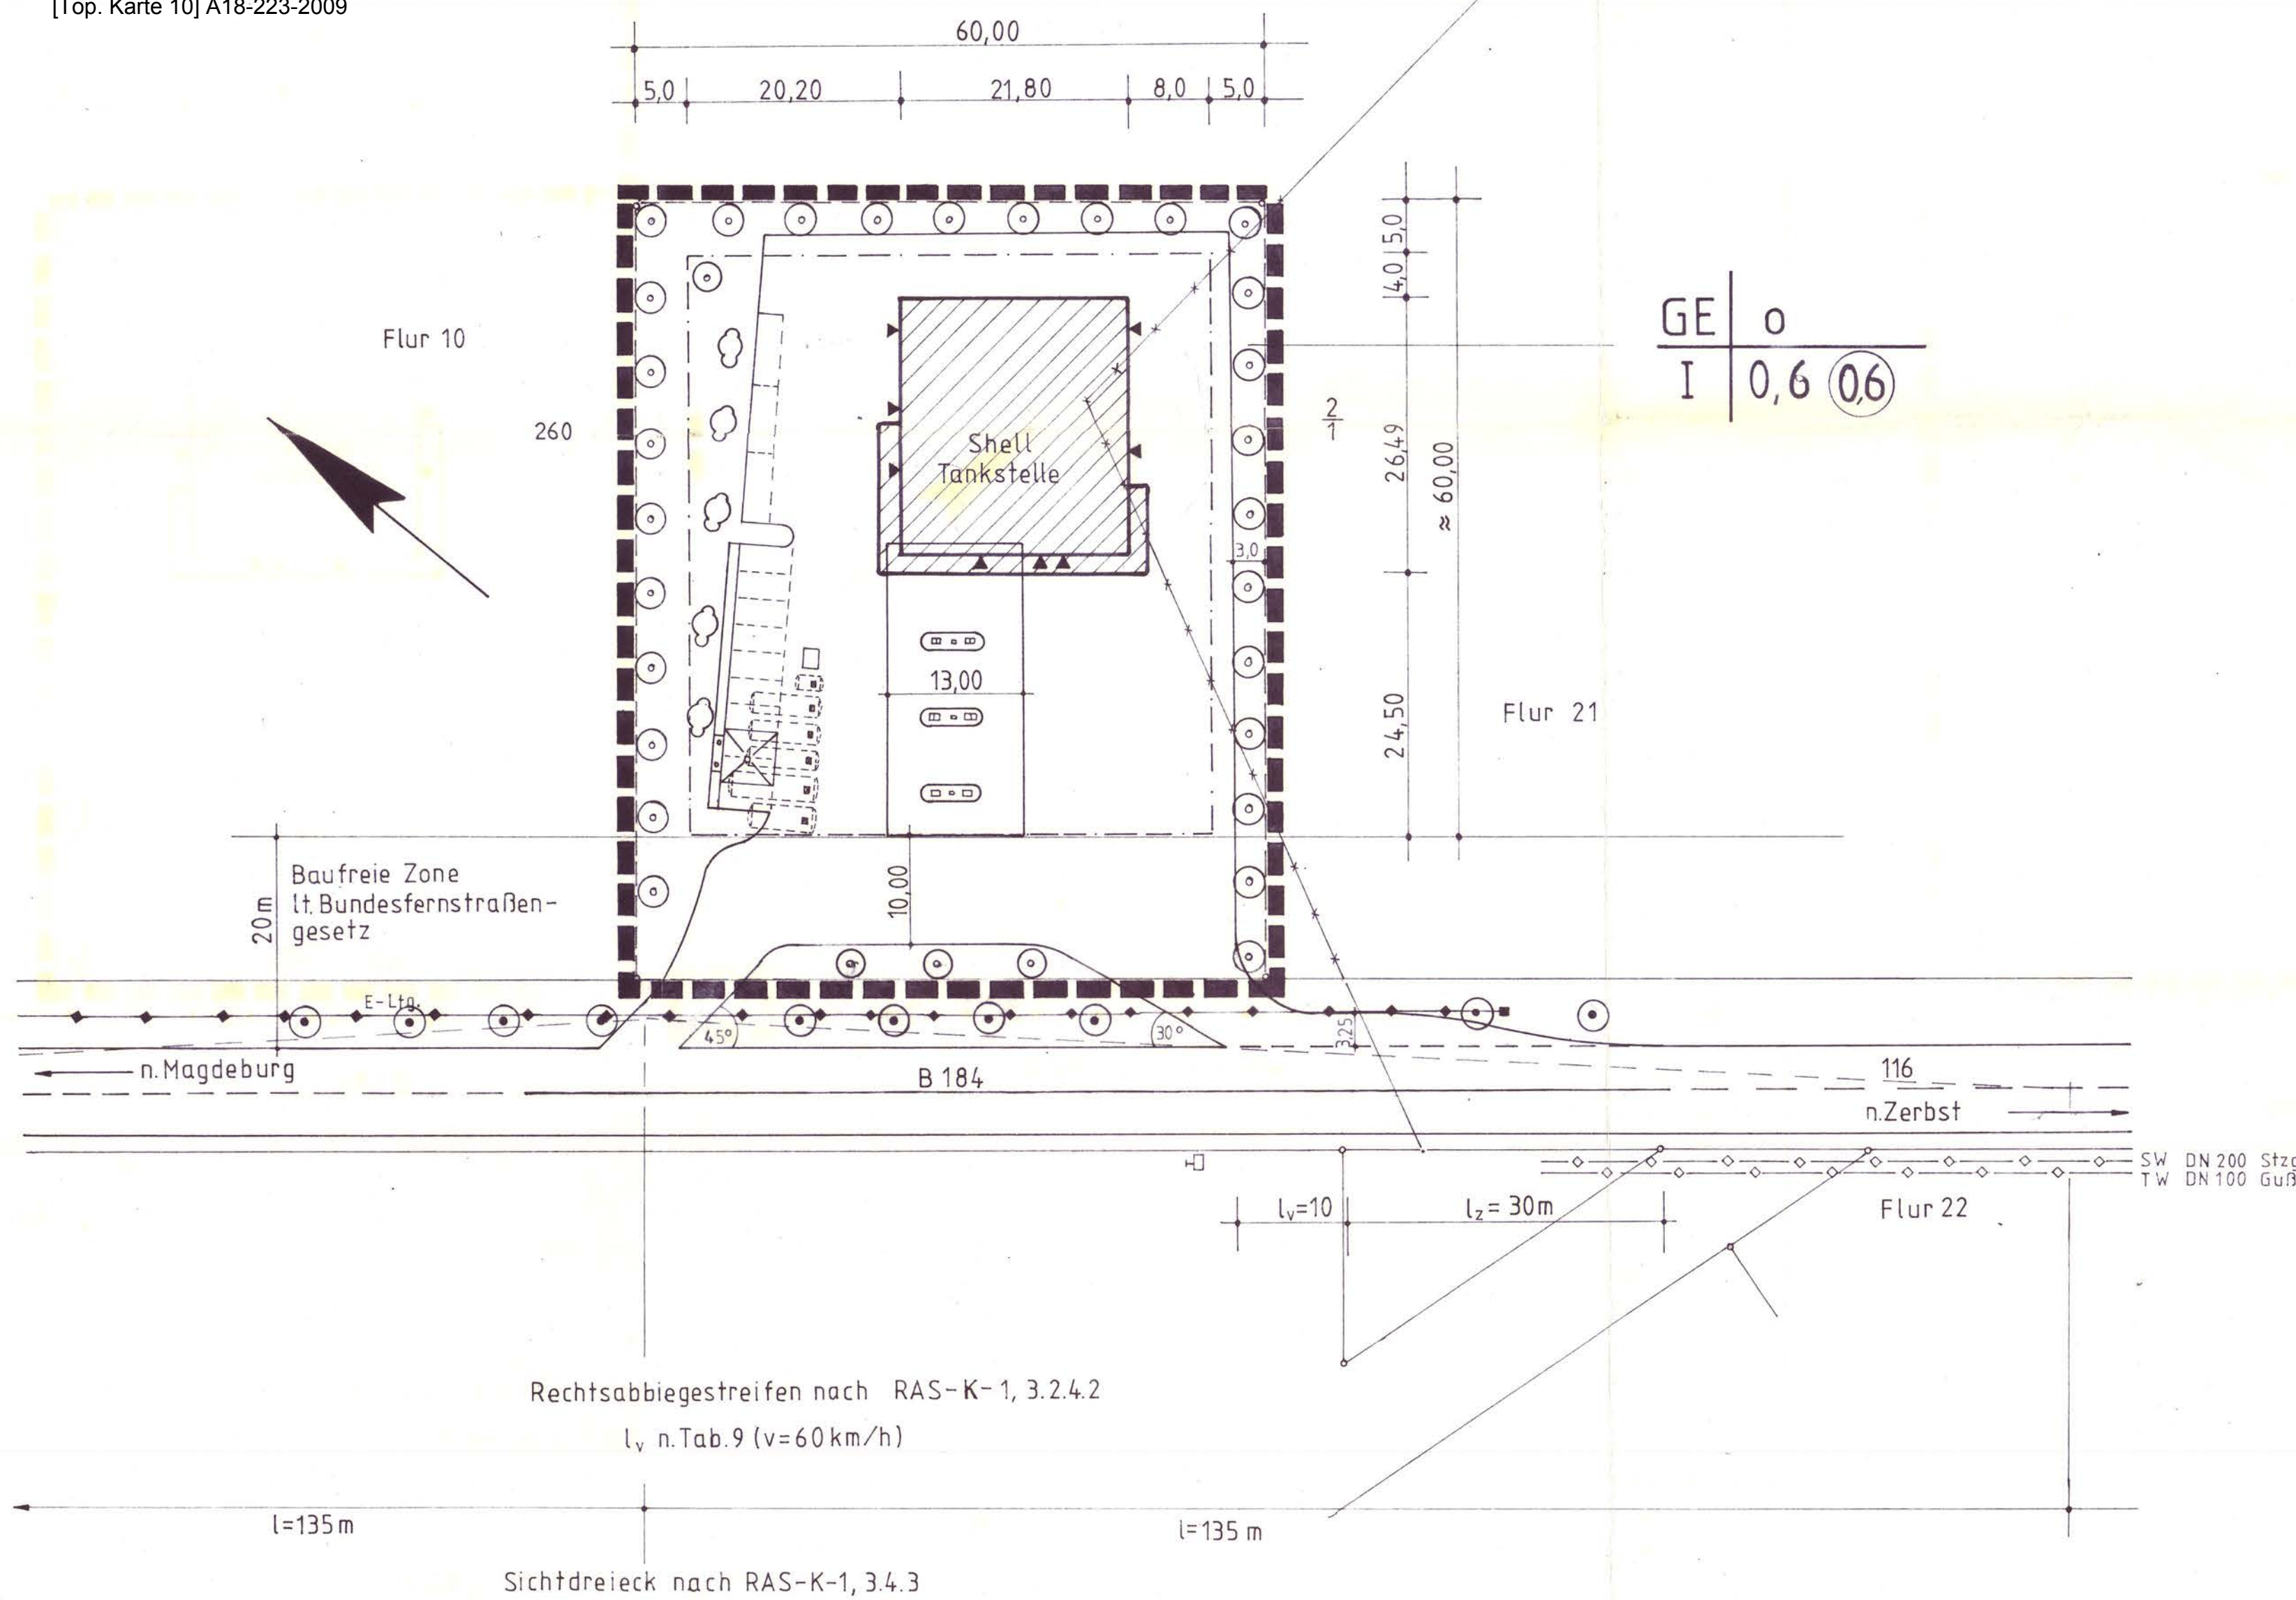 [Top. Karte 10] A18-223-2009
60,00
5,0
20,20
21,80
8,0
5,0
5,0
4,0
26,49
≈ 60,00
24,50
GE
o
I
0,6
0,6
Flur 10
260
2
1
Shell
Tankstelle
3,0
13,00
Flur 21
10,00
20m
Baufreie Zone
lt. Bundesfernstraßen-
gesetz
E-Ltg.
45°
30°
3,25
n.Magdeburg
B 184
116
n.Zerbst
SW DN 200 Stzg
TW DN 100 Guß
lv=10
lz= 30m
Flur 22
Rechtsabbiegestreifen nach RAS-K-1, 3.2.4.2
lv n.Tab.9 (v=60km/h)
l=135m
l=135 m
Sichtdreieck nach RAS-K-1, 3.4.3